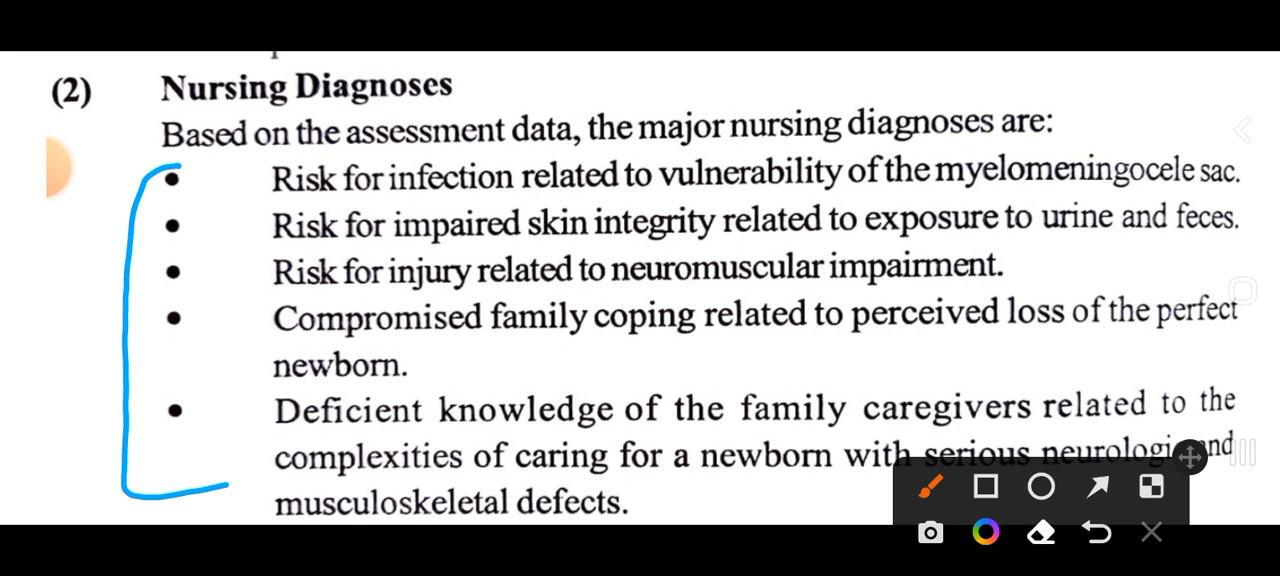 (2) Nursing Diagnoses
Based on the assessment data, the major nursing diagnoses are:
• Risk for infection related to vulnerability of the myelomeningocele sac.
• Risk for impaired skin integrity related to exposure to urine and feces.
• Risk for injury related to neuromuscular impairment.
• Compromised family coping related to perceived loss of the perfect
newborn.
• Deficient knowledge of the family caregivers related to the
complexities of caring for a newborn with serious neurologic and
musculoskeletal defects.